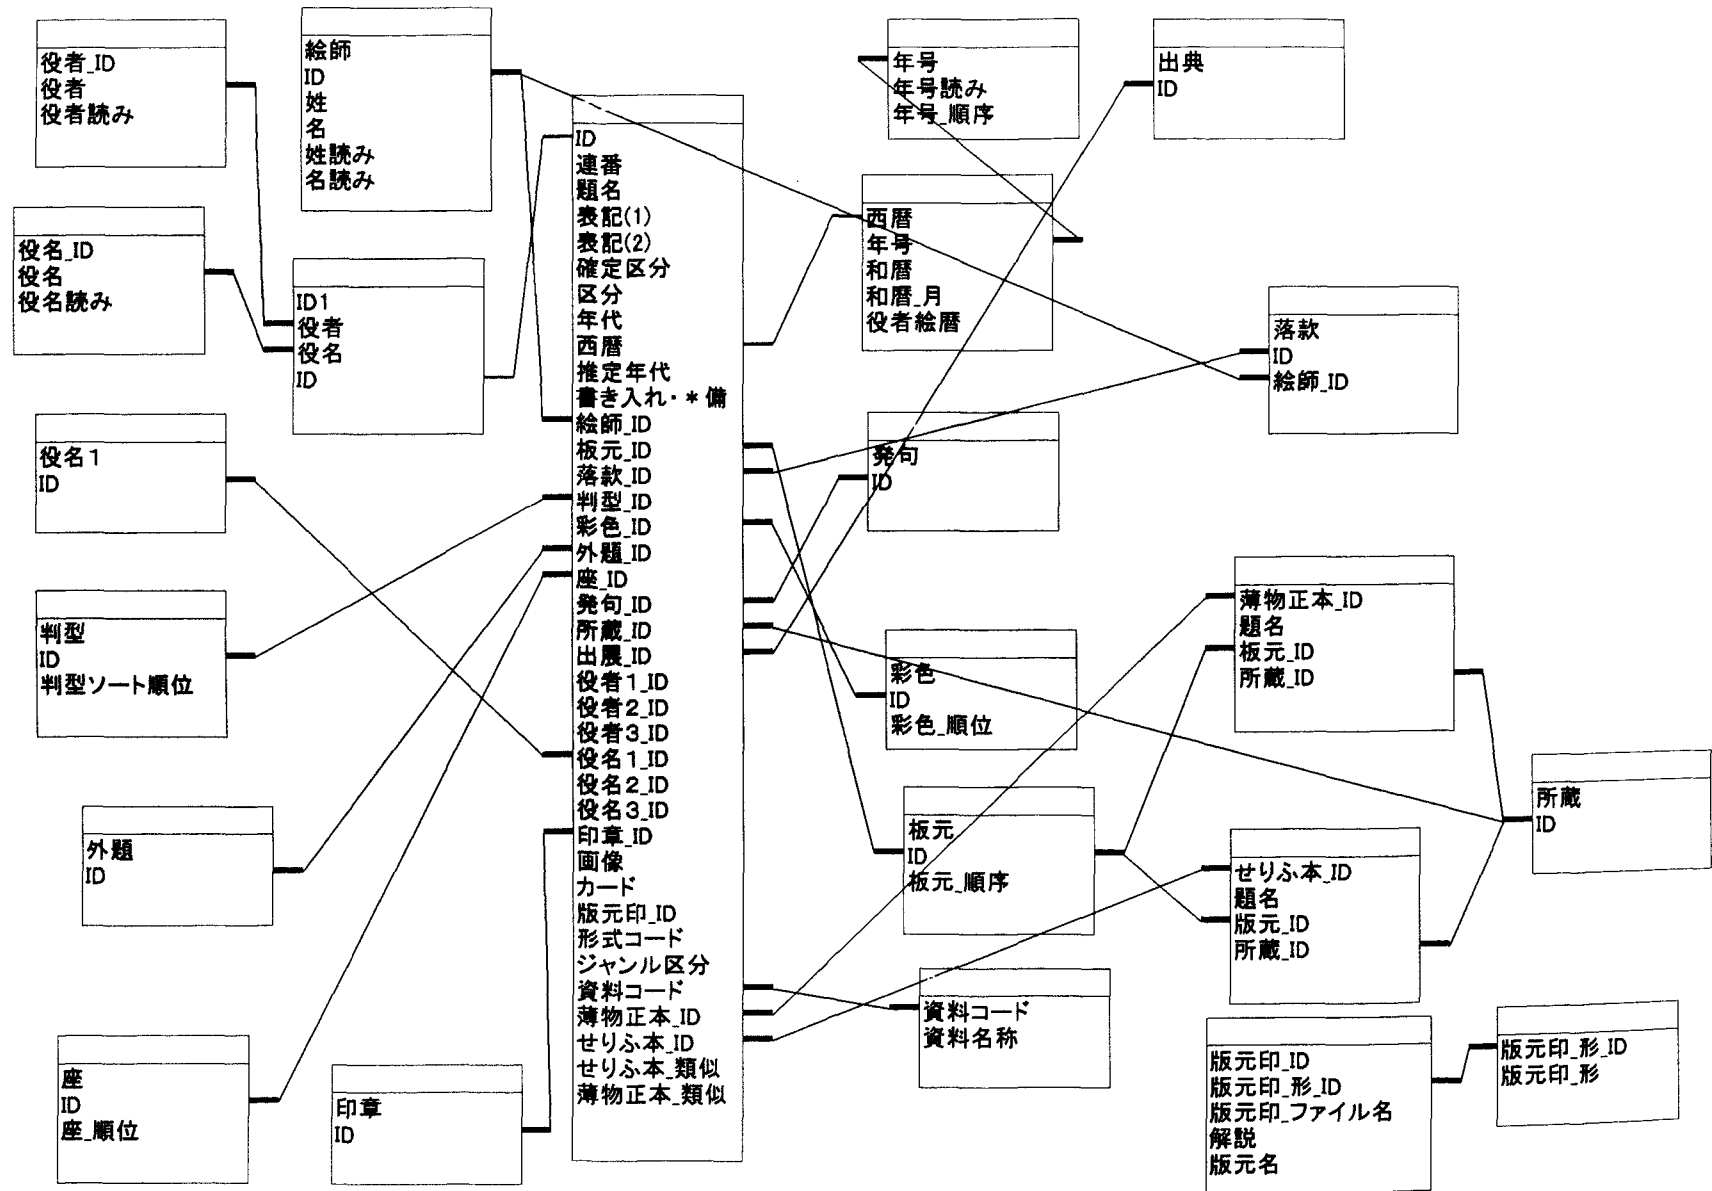 役者_ID
役者
役者読み
絵師
ID
姓
名
姓読み
名読み
役名_ID
役名
役名読み
ID1
役者
役名
ID
役名1
ID
判型
ID
判型ソート順位
外題
ID
座
ID
座_順位
印章
ID
ID
連番
題名
表記(1)
表記(2)
確定区分
区分
年代
西暦
推定年代
書き入れ・*備
絵師_ID
板元_ID
落款_ID
判型_ID
彩色_ID
外題_ID
座_ID
発句_ID
所蔵_ID
出展_ID
役者1_ID
役者2_ID
役者3_ID
役名1_ID
役名2_ID
役名3_ID
印章_ID
画像
カード
版元印_ID
形式コード
ジャンル区分
資料コード
薄物正本_ID
せりふ本_ID
せりふ本_類似
薄物正本_類似
年号
年号読み
年号_順序
出典
ID
西暦
年号
和暦
和暦_月
役者絵暦
落款
ID
絵師_ID
発句
ID
彩色
ID
彩色_順位
薄物正本_ID
題名
板元_ID
所蔵_ID
板元
ID
板元_順序
所蔵
ID
せりふ本_ID
題名
版元_ID
所蔵_ID
資料コード
資料名称
版元印_ID
版元印_形_ID
版元印_ファイル名
解説
版元名
版元印_形_ID
版元印_形